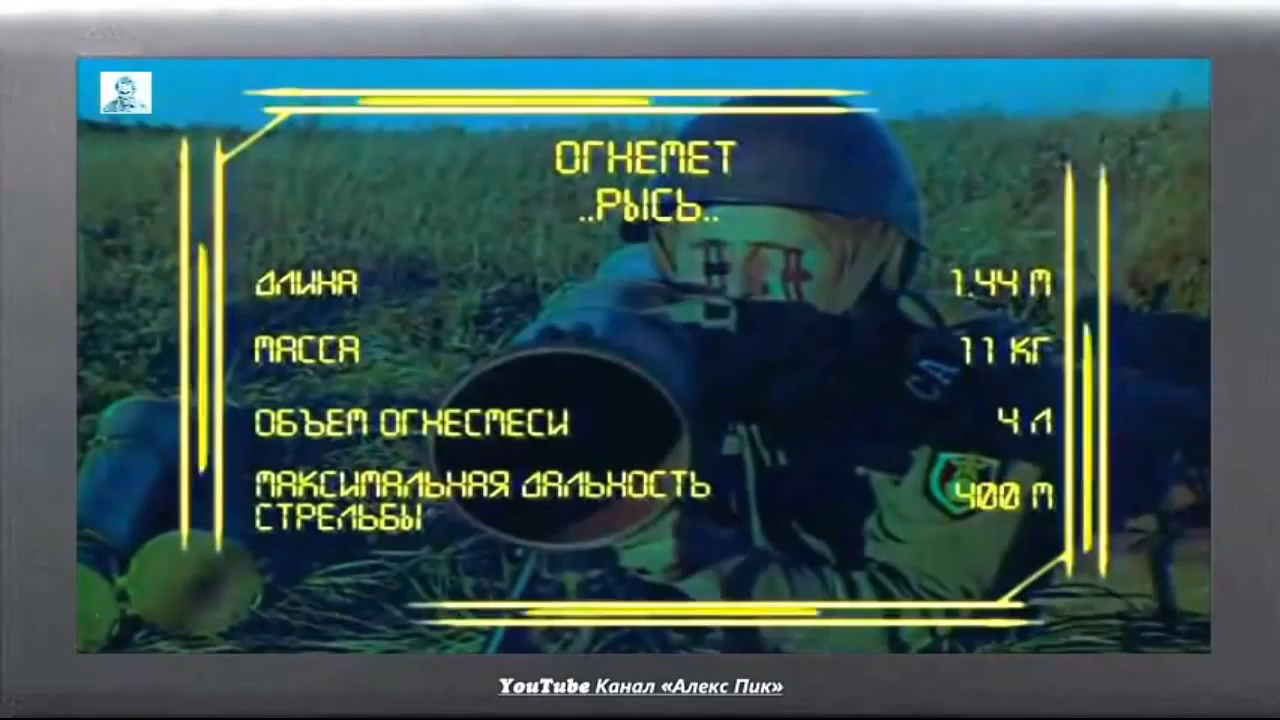 ОГНЕМЕТ
..РЫСЬ..
ДЛИНА 1.44 М
МАССА 11 КГ
ОБЪЕМ ОГНЕСМЕСИ 4 Л
МАКСИМАЛЬНАЯ ДАЛЬНОСТЬ
СТРЕЛЬБЫ 400 М
СА
YouTube Канал «Алекс Пик»